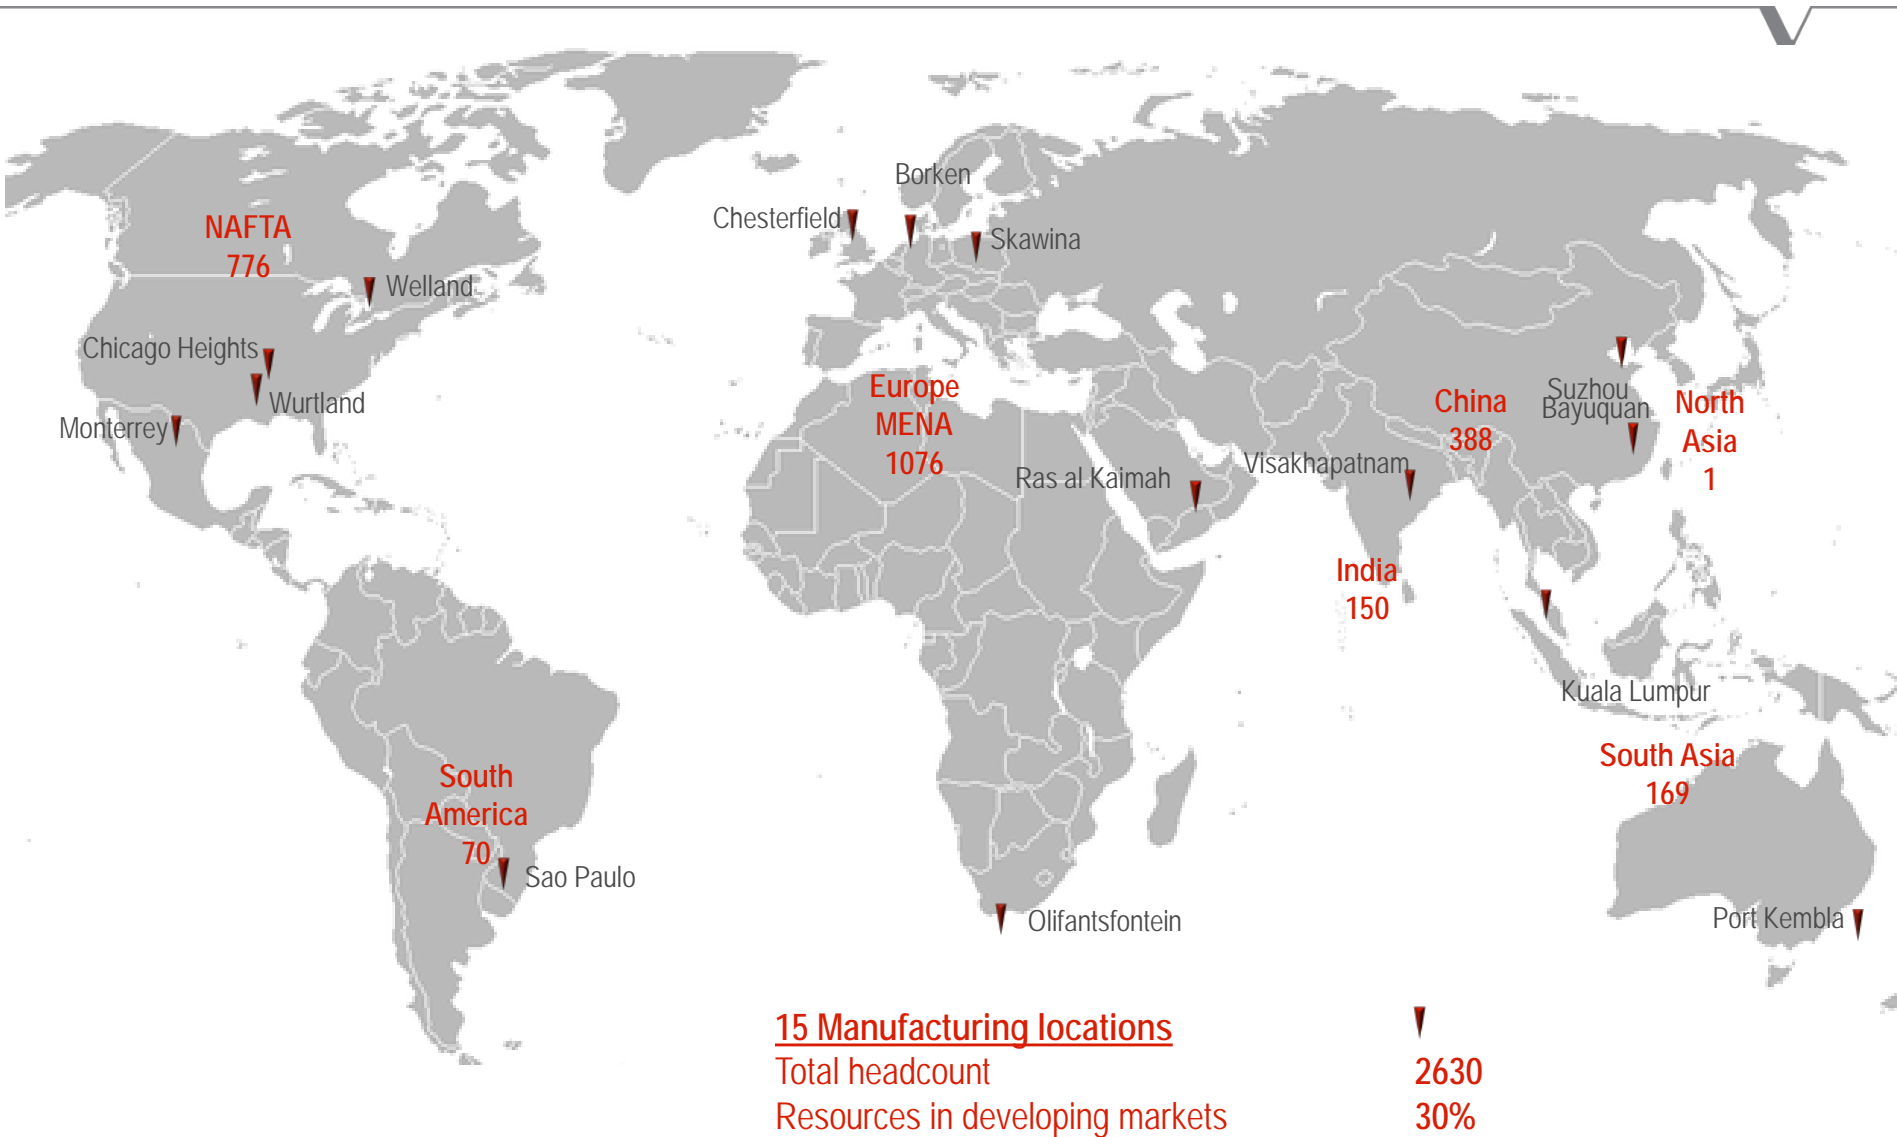 Borken
Chesterfield
Skawina
NAFTA
776
Welland
Chicago Heights
Wurtland
Monterrey
Europe
MENA
1076
Ras al Kaimah
Visakhapatnam
China
388
Suzhou
Bayuquan
North
Asia
1
India
150
Kuala Lumpur
South Asia
169
South
America
70
Sao Paulo
Olifantsfontein
Port Kembla
15 Manufacturing locations
Total headcount 2630
Resources in developing markets 30%